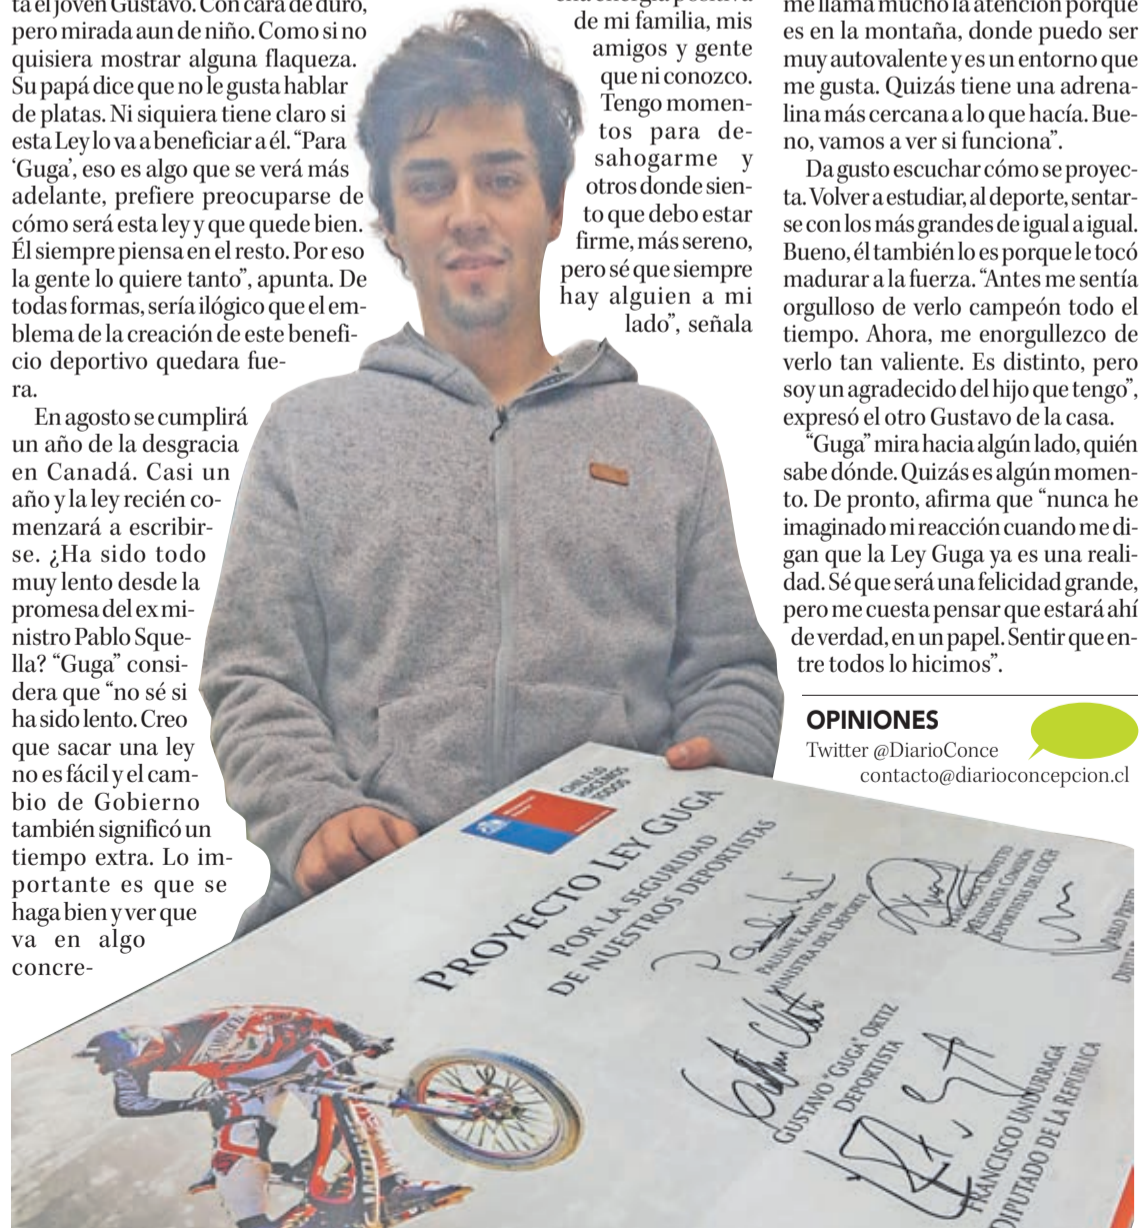 ta el joven Gustavo. Con cara de duro,
pero mirada aun de niño. Como si no
quisiera mostrar alguna flaqueza.
Su papá dice que no le gusta hablar
de platas. Ni siquiera tiene claro si
esta Ley lo va a beneficiar a él. “Para
‘Guga’, eso es algo que se verá más
adelante, prefiere preocuparse de
cómo será esta ley y que quede bien.
Él siempre piensa en el resto. Por eso
la gente lo quiere tanto”, apunta. De
todas formas, sería ilógico que el em-
blema de la creación de este benefi-
cio deportivo quedara fue-
ra.
En agosto se cumplirá
un año de la desgracia
en Canadá. Casi un
año y la ley recién co-
menzará a escribir-
se. ¿Ha sido todo
muy lento desde la
promesa del ex mi-
nistro Pablo Sque-
lla? “Guga” consi-
dera que “no sé si
ha sido lento. Creo
que sacar una ley
no es fácil y el cam-
bio de Gobierno
también significó un
tiempo extra. Lo im-
portante es que se
haga bien y ver que
va en algo
concre-
energía positiva
de mi familia, mis
amigos y gente
que ni conozco.
Tengo momen-
tos para de-
sahogarme y
otros donde sien-
to que debo estar
firme, más sereno,
pero sé que siempre
hay alguien a mi
lado”, señala
me llama mucho la atención porque
es en la montaña, donde puedo ser
muy autovalente y es un entorno que
me gusta. Quizás tiene una adrena-
lina más cercana a lo que hacía. Bue-
no, vamos a ver si funciona”.
Da gusto escuchar cómo se proyec-
ta. Volver a estudiar, al deporte, sentar-
se con los más grandes de igual a igual.
Bueno, él también lo es porque le tocó
madurar a la fuerza. “Antes me sentía
orgulloso de verlo campeón todo el
tiempo. Ahora, me enorgullezco de
verlo tan valiente. Es distinto, pero
soy un agradecido del hijo que tengo”,
expresó el otro Gustavo de la casa.
“Guga” mira hacia algún lado, quién
sabe dónde. Quizás es algún momen-
to. De pronto, afirma que “nunca he
imaginado mi reacción cuando me di-
gan que la Ley Guga ya es una reali-
dad. Sé que será una felicidad grande,
pero me cuesta pensar que estará ahí
de verdad, en un papel. Sentir que en-
tre todos lo hicimos”.
OPINIONES
Twitter @DiarioConce
contacto@diarioconcepcion.cl
CHILE LO
HACEMOS
TODOS
PROYECTO LEY GUGA
POR LA SEGURIDAD
DE NUESTROS DEPORTISTAS
PAULINE KANTOR
MINISTRA DEL DEPORTE
PRESIDENTA COMISIÓN
DEPORTISTAS DEL COCH
PABLO PRIETO
GUSTAVO "GUGA" ORTIZ
DEPORTISTA
FRANCISCO UNDURRAGA
DIPUTADO DE LA REPÚBLICA